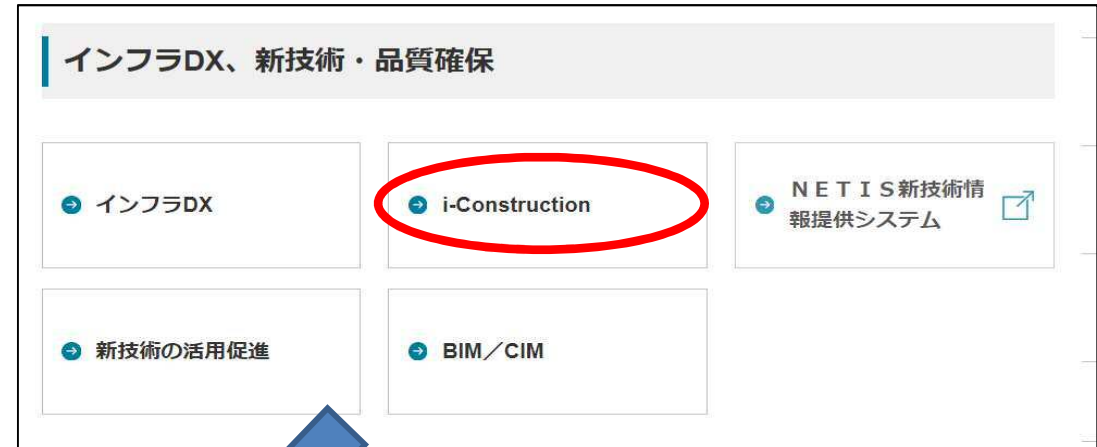 インフラDX、新技術・品質確保
インフラDX
i-Construction
ＮＥＴＩＳ新技術情
報提供システム
新技術の活用促進
BIM／CIM